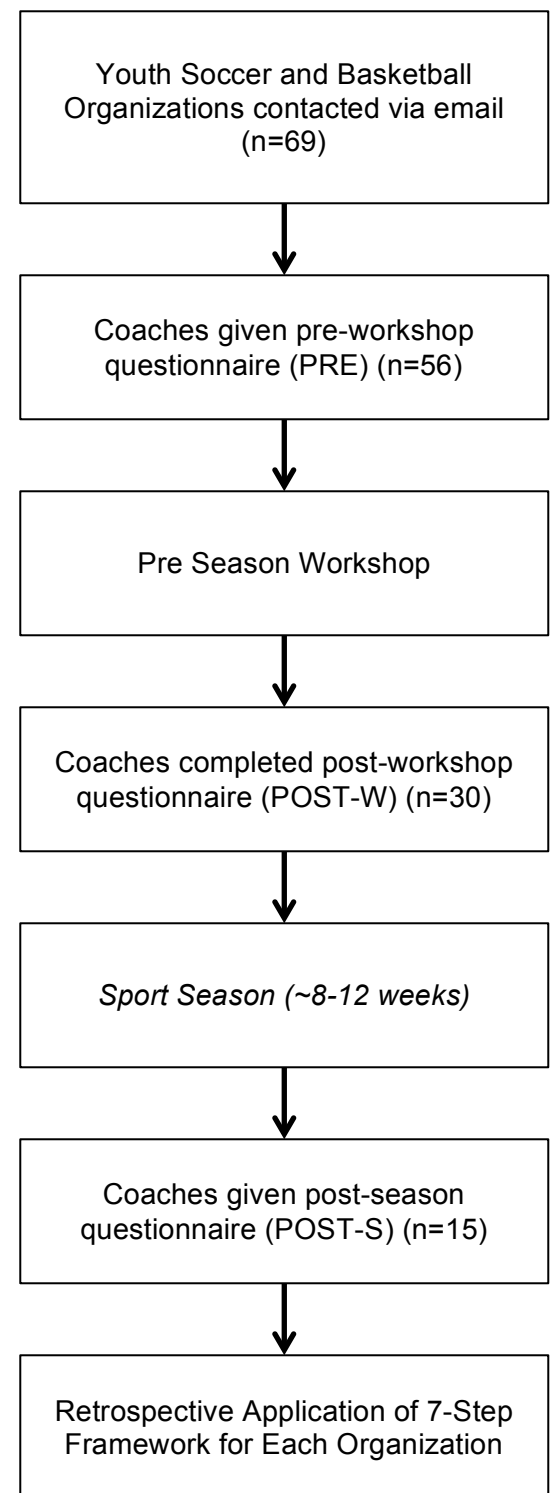 Youth Soccer and Basketball
Organizations contacted via email
(n=69)
Coaches given pre-workshop
questionnaire (PRE) (n=56)
Pre Season Workshop
Coaches completed post-workshop
questionnaire (POST-W) (n=30)
Sport Season (~8-12 weeks)
Coaches given post-season
questionnaire (POST-S) (n=15)
Retrospective Application of 7-Step
Framework for Each Organization